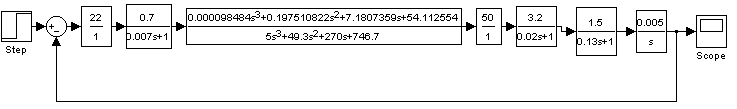 +
-
22
1
0.7
0.007s+1
0.000098484s³+0.197510822s²+7.1807359s+54.112554
5s³+49.3s²+270s+746.7
50
1
3.2
0.02s+1
1.5
0.13s+1
0.005
s
Step
Scope